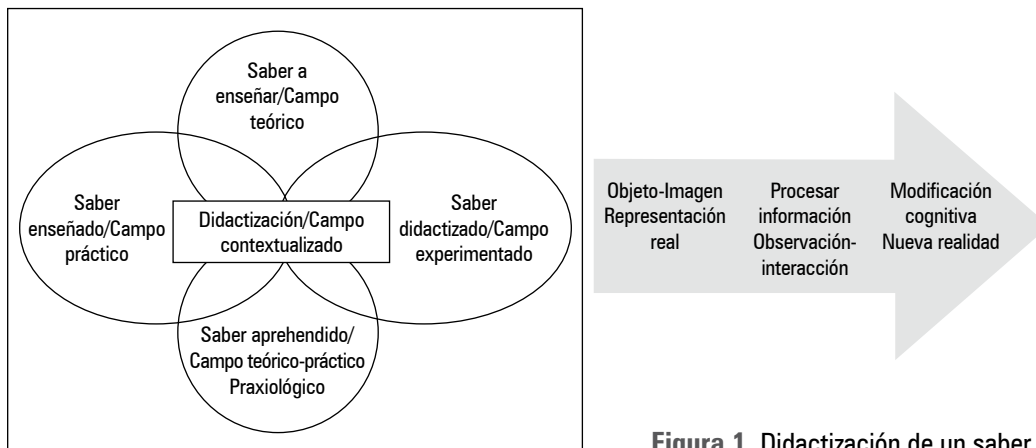 Saber a
enseñar/Campo
teórico
Saber
enseñado/Campo
práctico
Didactización/Campo
contextualizado
Saber
didactizado/Campo
experimentado
Saber aprehendido/
Campo teórico-práctico
Praxiológico
Objeto-Imagen
Representación
real
Procesar
información
Observación-
interacción
Modificación
cognitiva
Nueva realidad
Figura 1. Didactización de un saber